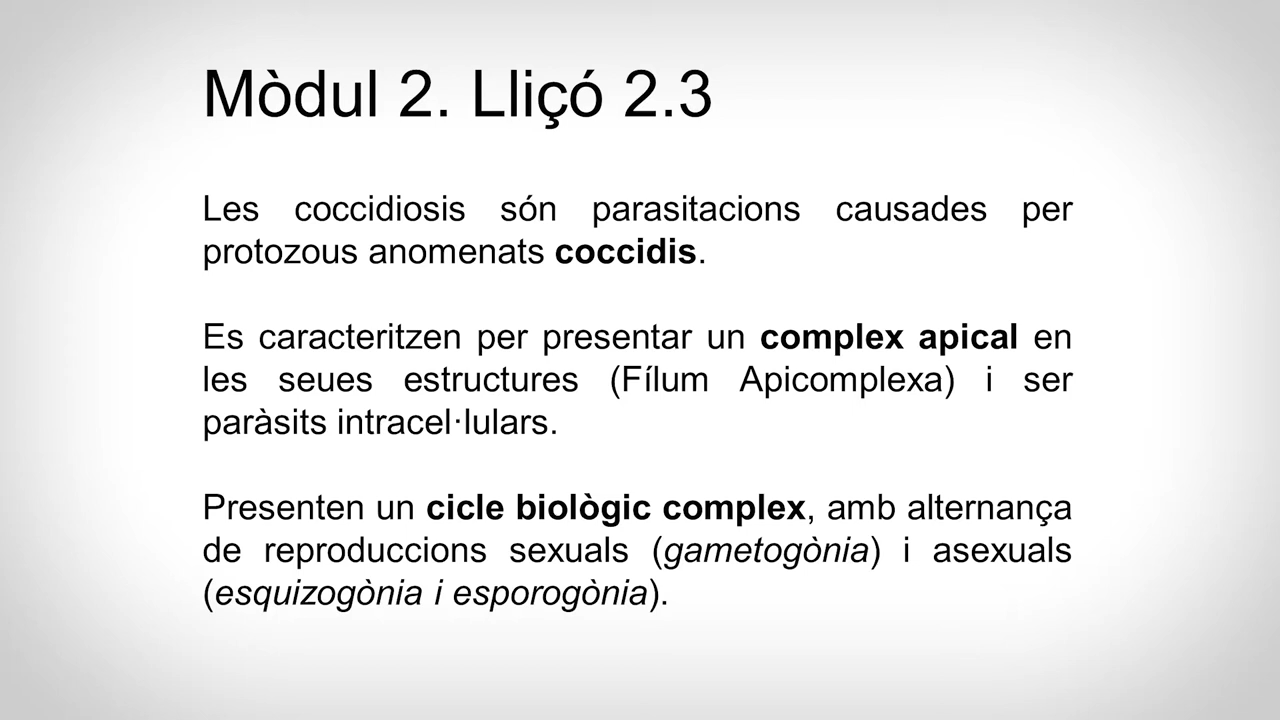 Mòdul 2. Lliçó 2.3
Les coccidiosis són parasitacions causades per
protozous anomenats coccidis.
Es caracteritzen per presentar un complex apical en
les seues estructures (Fílum Apicomplexa) i ser
paràsits intracel·lulars.
Presenten un cicle biològic complex, amb alternança
de reproduccions sexuals (gametogònia) i asexuals
(esquizogònia i esporogònia).